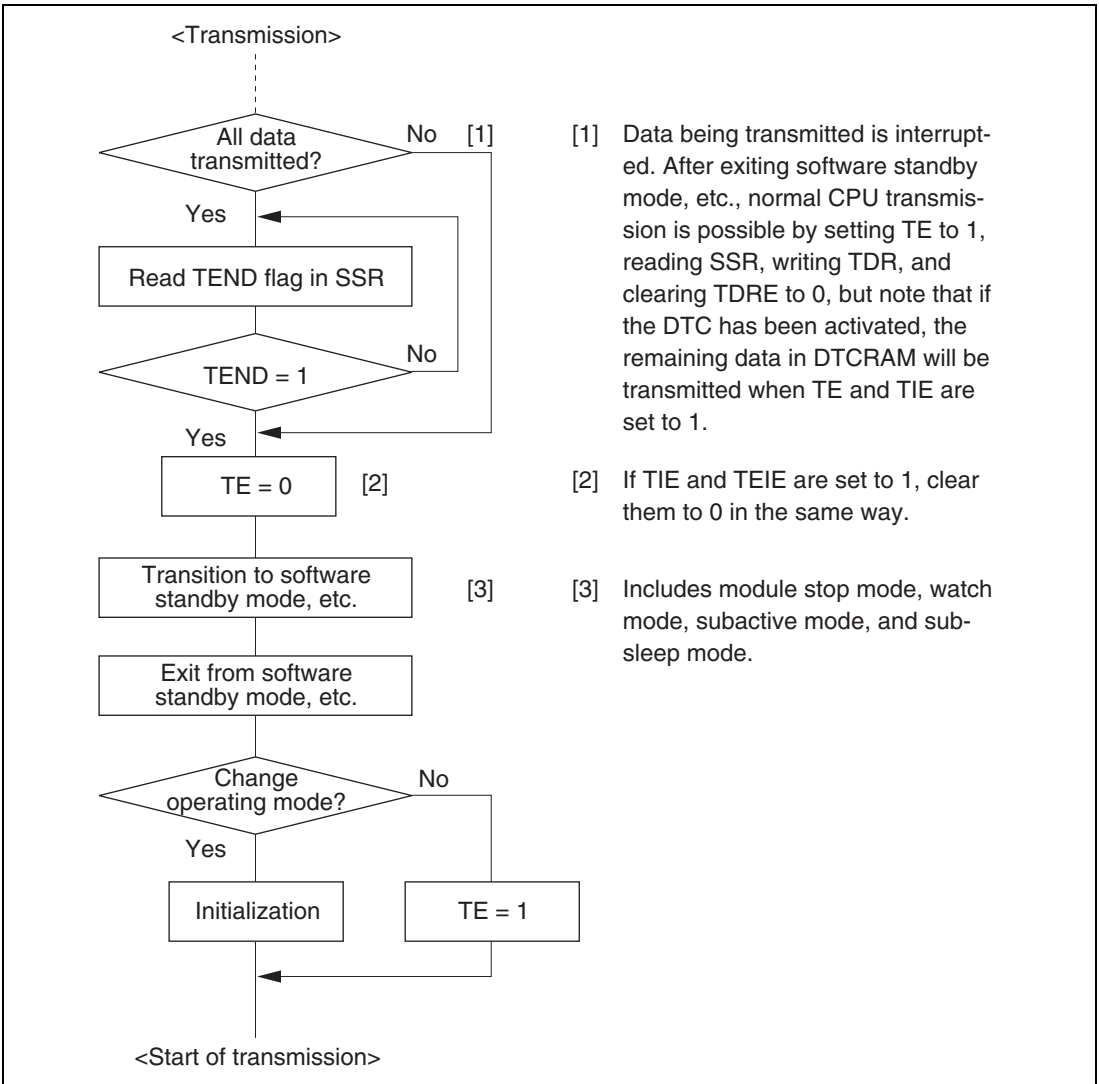 <Transmission>
All data
transmitted?
No
[1]
Yes
Read TEND flag in SSR
TEND = 1
No
Yes
TE = 0
[2]
Transition to software
standby mode, etc.
[3]
Exit from software
standby mode, etc.
Change
operating mode?
No
Yes
Initialization
TE = 1
<Start of transmission>
[1] Data being transmitted is interrupt-
ed. After exiting software standby
mode, etc., normal CPU transmis-
sion is possible by setting TE to 1,
reading SSR, writing TDR, and
clearing TDRE to 0, but note that if
the DTC has been activated, the
remaining data in DTCRAM will be
transmitted when TE and TIE are
set to 1.
[2] If TIE and TEIE are set to 1, clear
them to 0 in the same way.
[3] Includes module stop mode, watch
mode, subactive mode, and sub-
sleep mode.